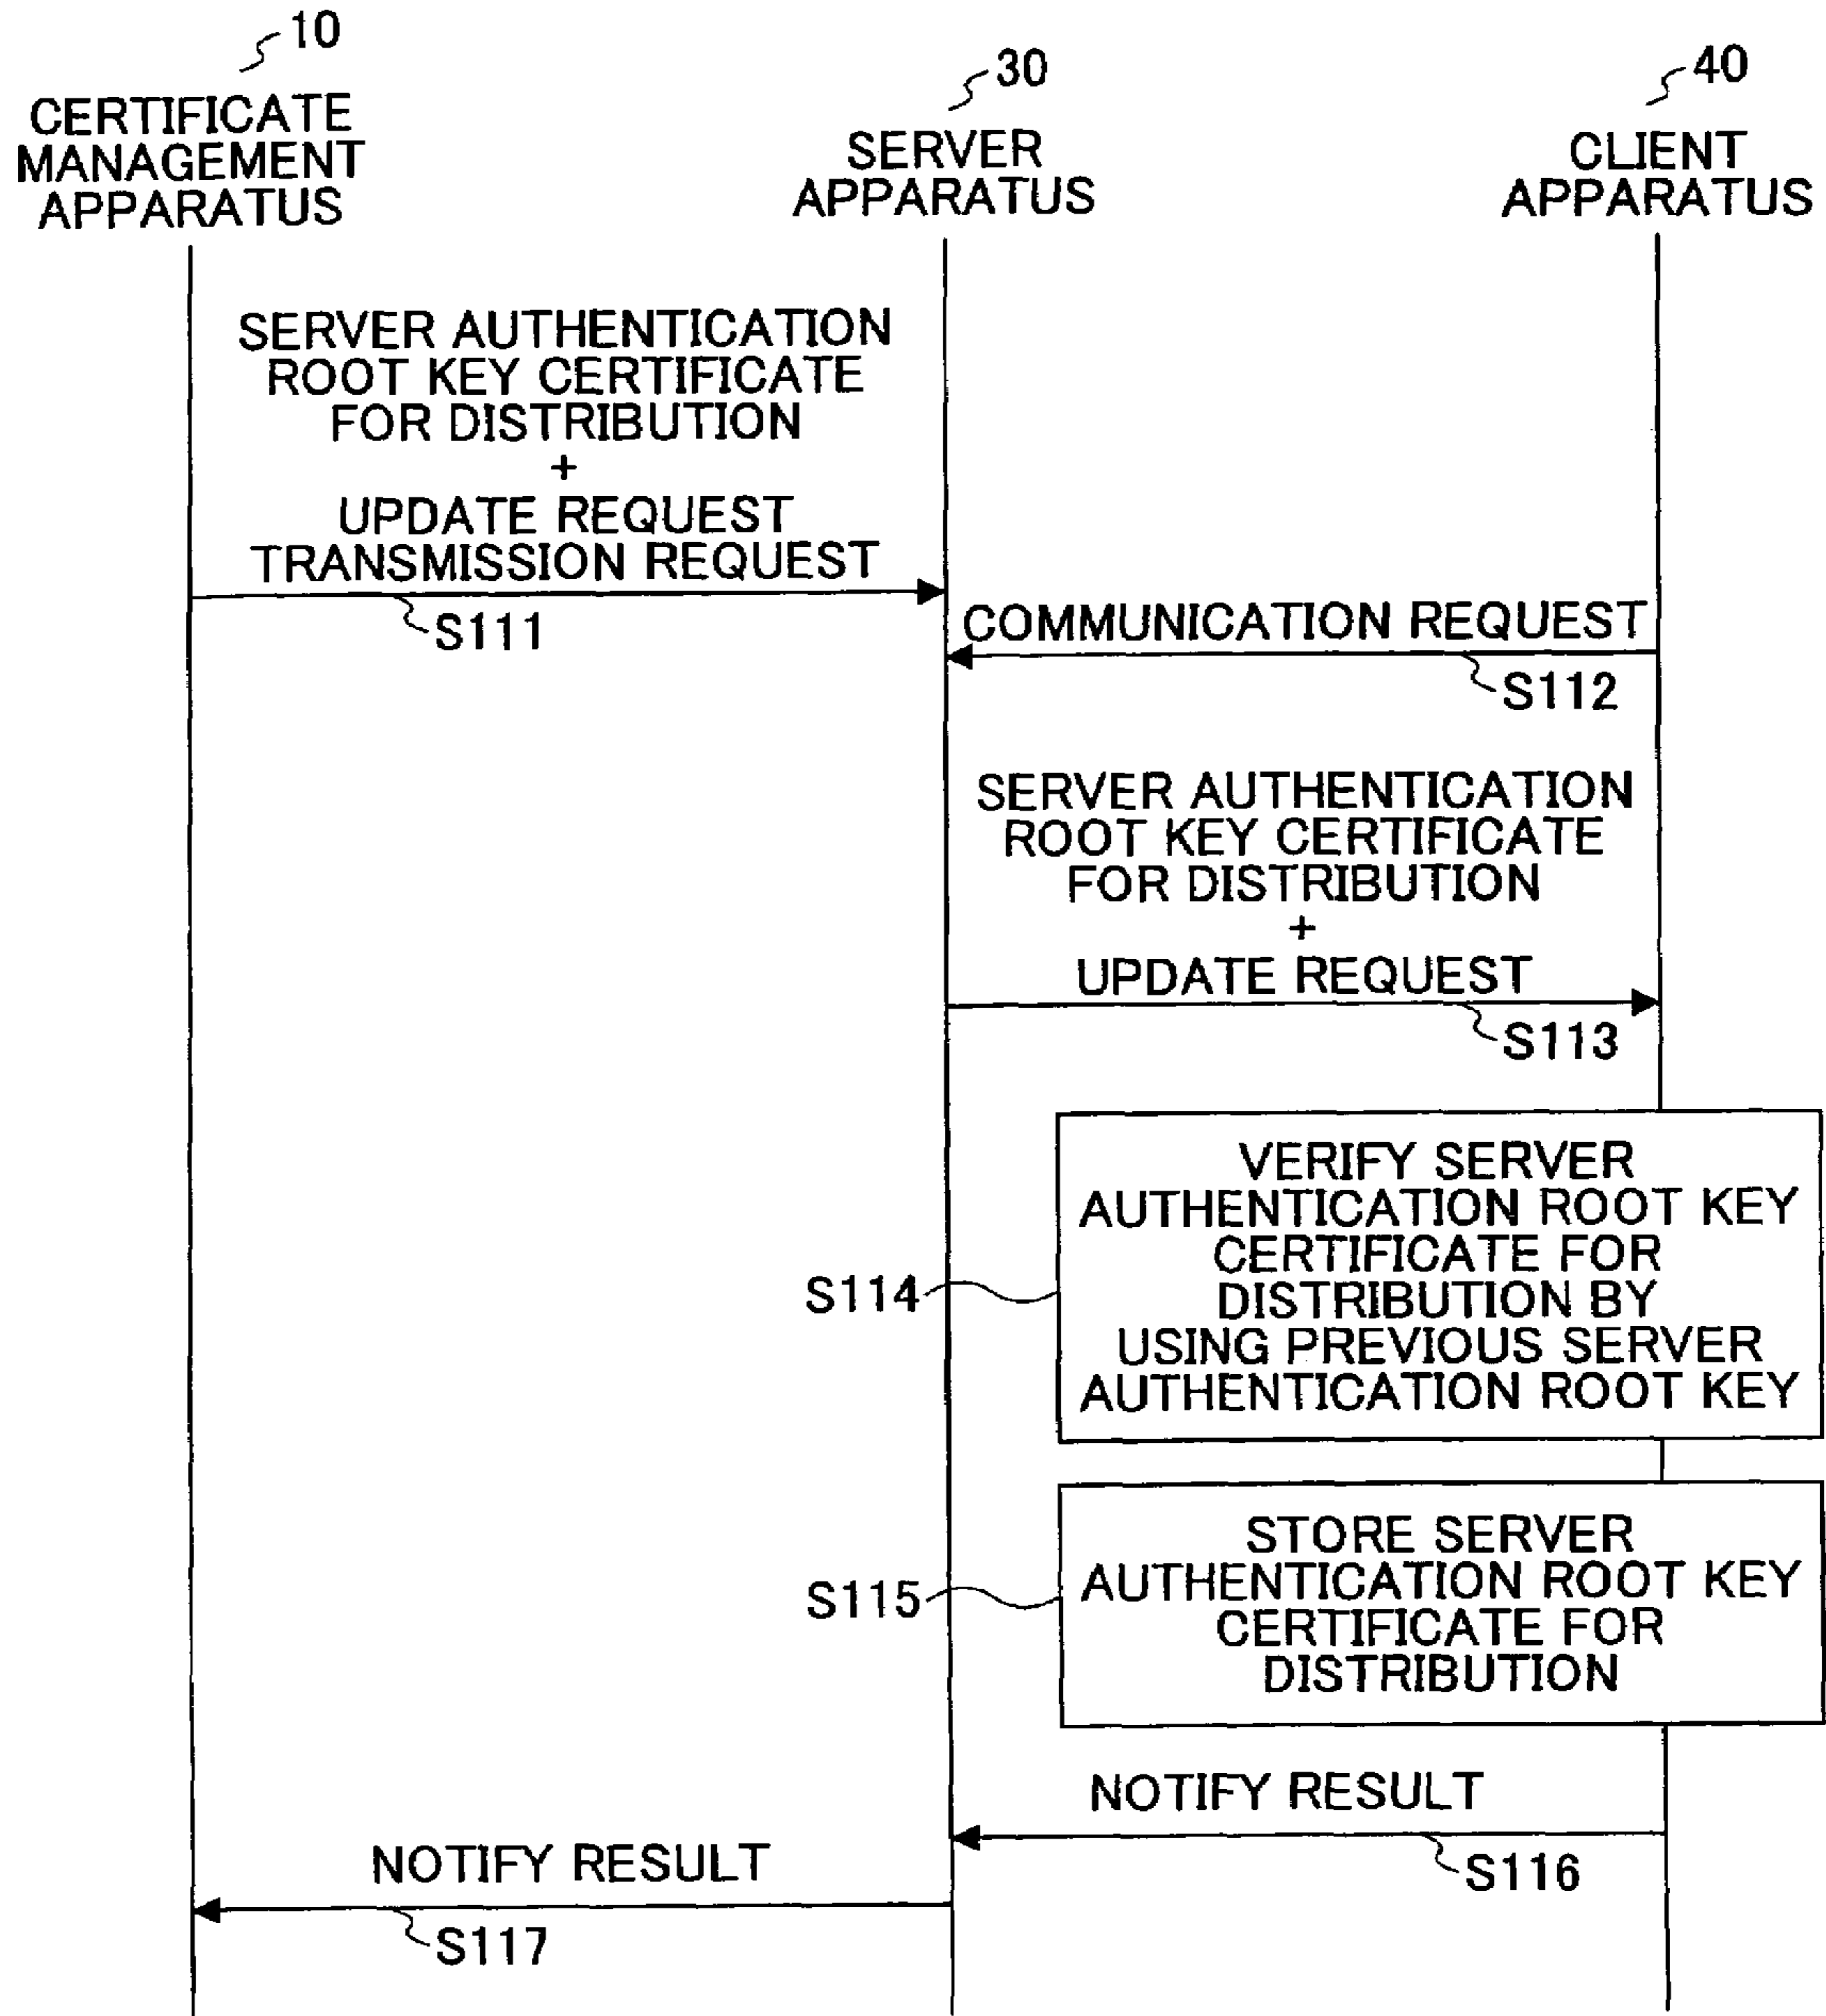 10
CERTIFICATE
MANAGEMENT
APPARATUS
30
SERVER
APPARATUS
40
CLIENT
APPARATUS
SERVER AUTHENTICATION
ROOT KEY CERTIFICATE
FOR DISTRIBUTION
+
UPDATE REQUEST
TRANSMISSION REQUEST
S111
COMMUNICATION REQUEST
S112
SERVER AUTHENTICATION
ROOT KEY CERTIFICATE
FOR DISTRIBUTION
+
UPDATE REQUEST
S113
VERIFY SERVER
AUTHENTICATION ROOT KEY
CERTIFICATE FOR
DISTRIBUTION BY
USING PREVIOUS SERVER
AUTHENTICATION ROOT KEY
S114
STORE SERVER
AUTHENTICATION ROOT KEY
CERTIFICATE FOR
DISTRIBUTION
S115
NOTIFY RESULT
S116
NOTIFY RESULT
S117